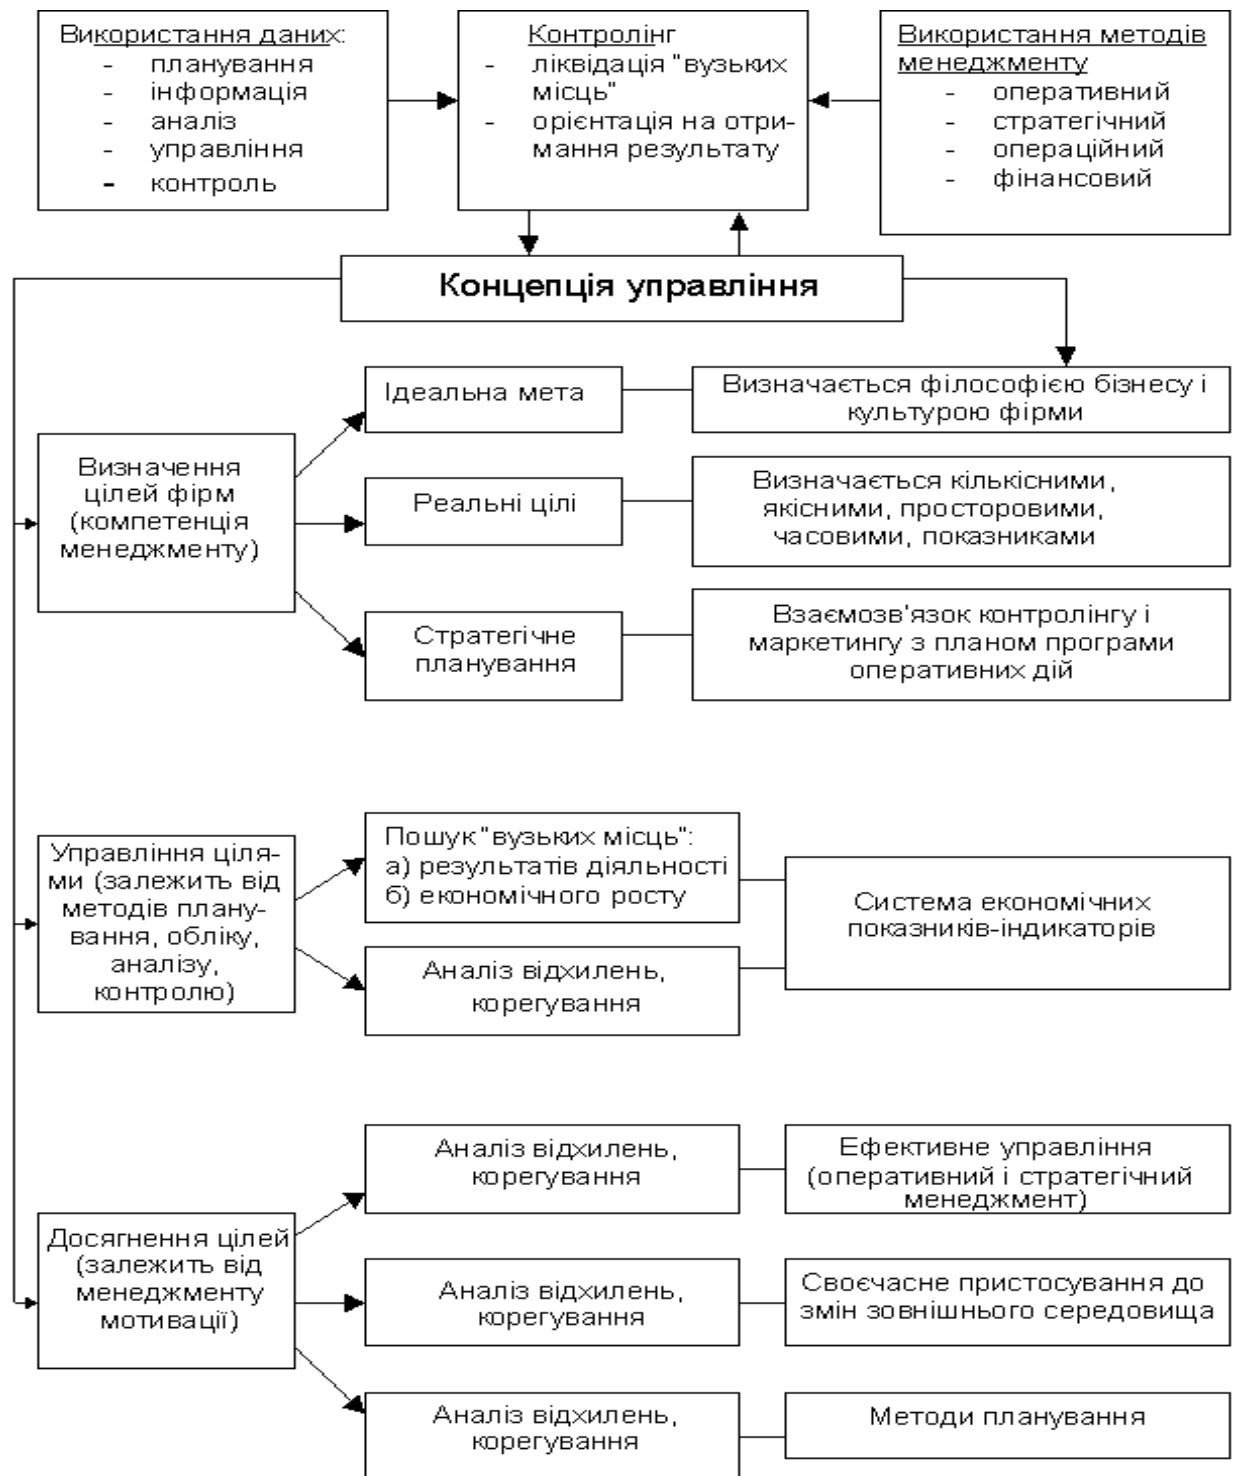 Використання даних:
- планування
- інформація
- аналіз
- управління
- контроль
Контролінг
- ліквідація "вузьких
місць"
- орієнтація на отри-
мання результату
Використання методів
менеджменту
- оперативний
- стратегічний
- операційний
- фінансовий
Концепція управління
Ідеальна мета
Визначається філософією бізнесу і
культурою фірми
Визначення
цілей фірм
(компетенція
менеджменту)
Реальні цілі
Визначається кількісними,
якісними, просторовими,
часовими, показниками
Стратегічне
планування
Взаємозв'язок контролінгу і
маркетингу з планом програми
оперативних дій
Управління ціля-
ми (залежить від
методів плану-
вання, обліку,
аналізу,
контролю)
Пошук "вузьких місць":
а) результатів діяльності
б) економічного росту
Аналіз відхилень,
корегування
Система економічних
показників-індикаторів
Досягнення цілей
(залежить від
менеджменту
мотивації)
Аналіз відхилень,
корегування
Ефективне управління
(оперативний і стратегічний
менеджмент)
Аналіз відхилень,
корегування
Своєчасне пристосування до
змін зовнішнього середовища
Аналіз відхилень,
корегування
Методи планування